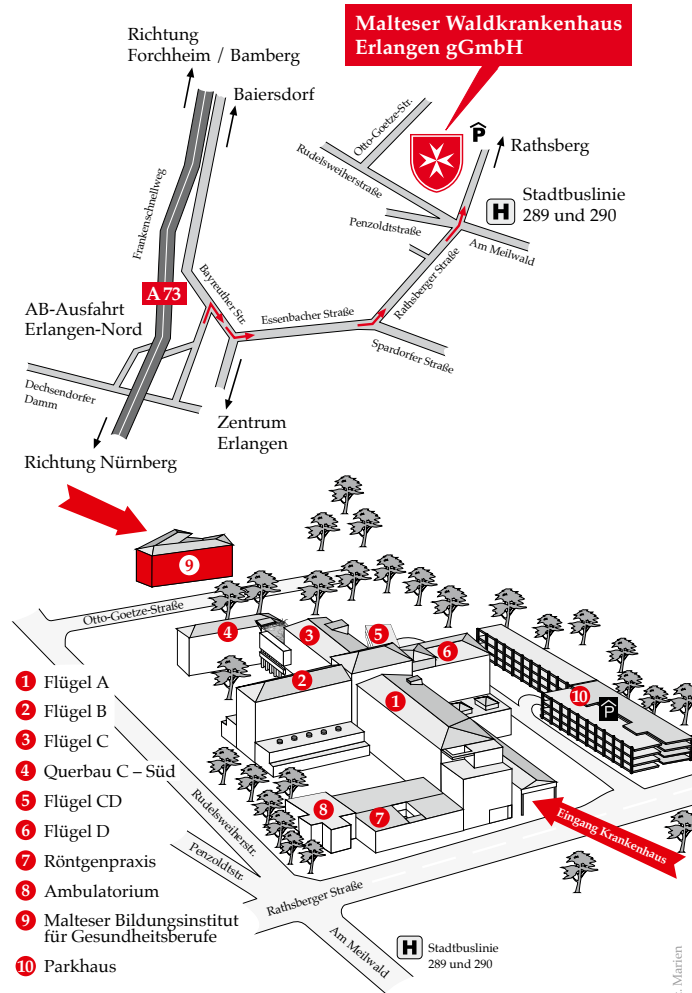 Malteser Waldkrankenhaus
Erlangen gGmbH
Richtung
Forchheim / Bamberg
Baiersdorf
Otto-Goetze-Str.
P
Rathsberg
Rudelsweiherstraße
Stadtbuslinie
289 und 290
H
Penzoldtstraße
Am Meilwald
Frankenschnellweg
Rathsberger Straße
Bayreuther Str.
A 73
AB-Ausfahrt
Erlangen-Nord
Essenbacher Straße
Spardorfer Straße
Dechsendorfer
Damm
Zentrum
Erlangen
Richtung Nürnberg
9
Otto-Goetze-Straße
4
3
5
6
2
1
10
P
8
7
Eingang Krankenhaus
1 Flügel A
2 Flügel B
3 Flügel C
4 Querbau C – Süd
5 Flügel CD
6 Flügel D
7 Röntgenpraxis
8 Ambulatorium
9 Malteser Bildungsinstitut
für Gesundheitsberufe
10 Parkhaus
Rudelsweiherstr.
Penzoldtstr.
Rathsberger Straße
Am Meilwald
H
Stadtbuslinie
289 und 290
Marien